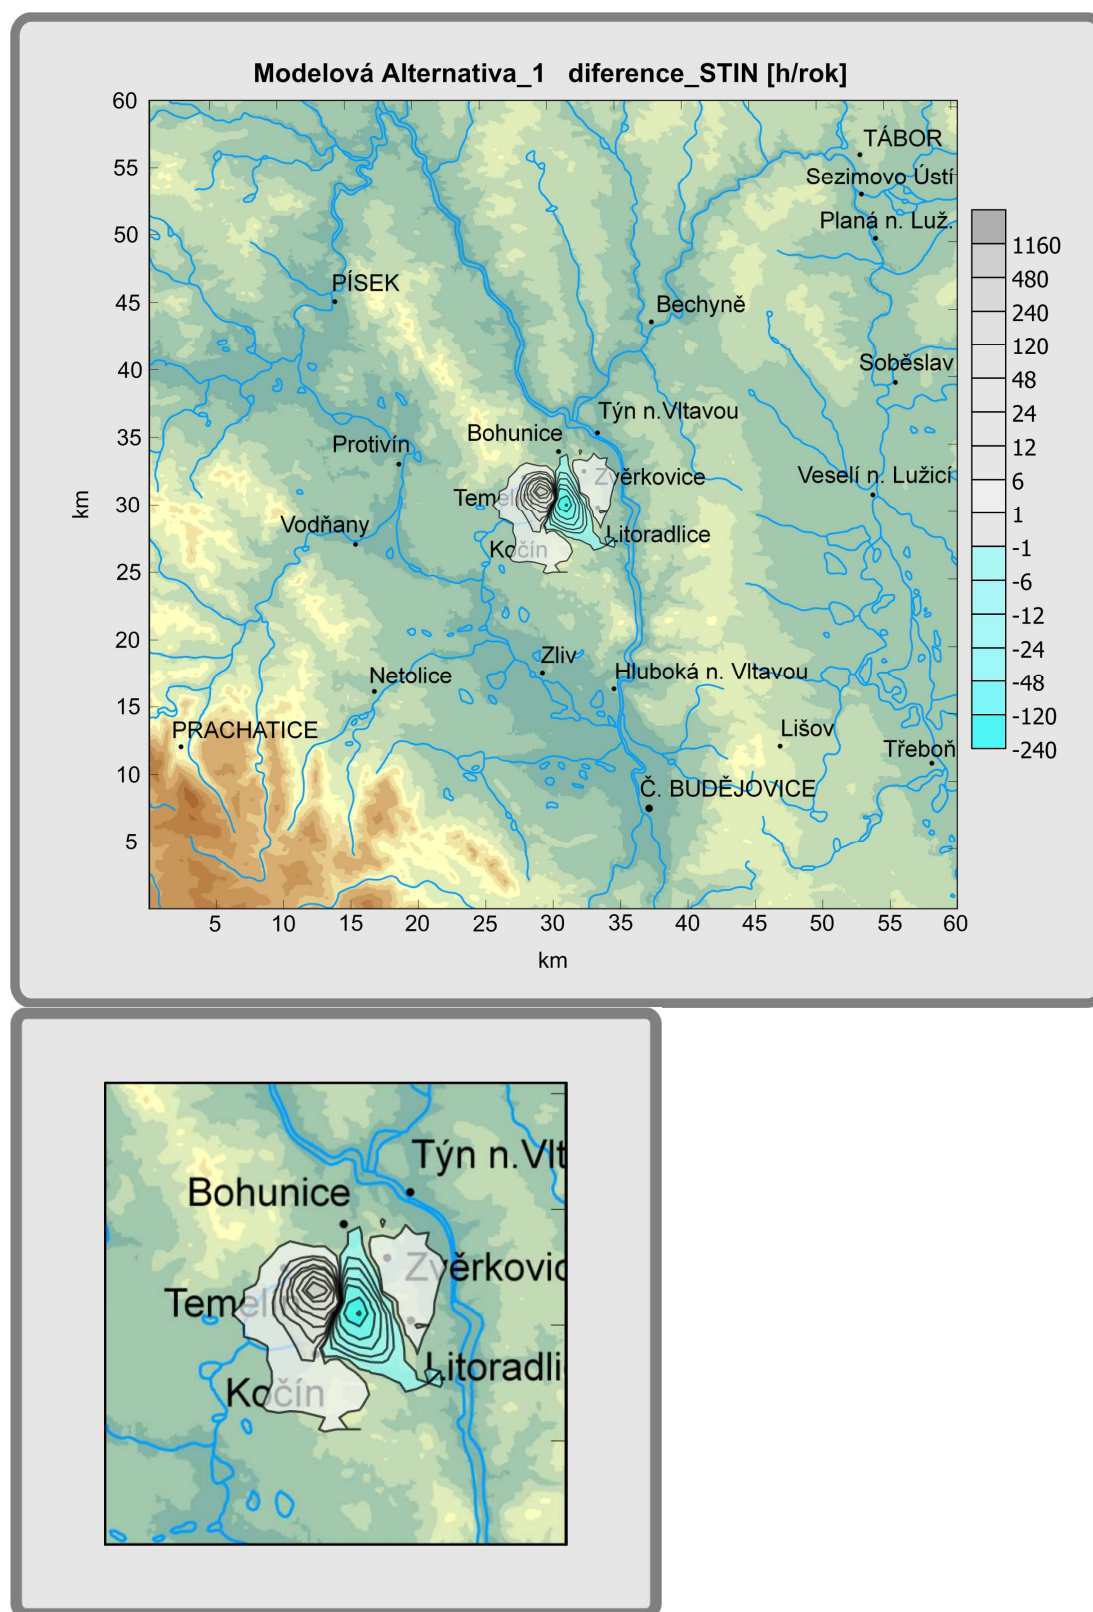 Modelová Alternativa_1 diference_STIN [h/rok]
60
55
50
45
40
35
30
25
20
15
10
5
km
5
10
15
20
25
30
35
40
45
50
55
60
km
TÁBOR
Sezimovo Ústí
Planá n. Luž.
PÍSEK
Bechyně
Soběslav
Týn n.Vltavou
Bohunice
Protivín
Zvěrkovice
Veselí n. Lužicí
Temelín
Vodňany
Litoradlice
Kočín
Zliv
Netolice
Hluboká n. Vltavou
PRACHATICE
Lišov
Třeboň
Č. BUDĚJOVICE
1160
480
240
120
48
24
12
6
1
-1
-6
-12
-24
-48
-120
-240
Týn n.Vlt
Bohunice
Zvěrkovic
Temelín
Litoradli
Kočín